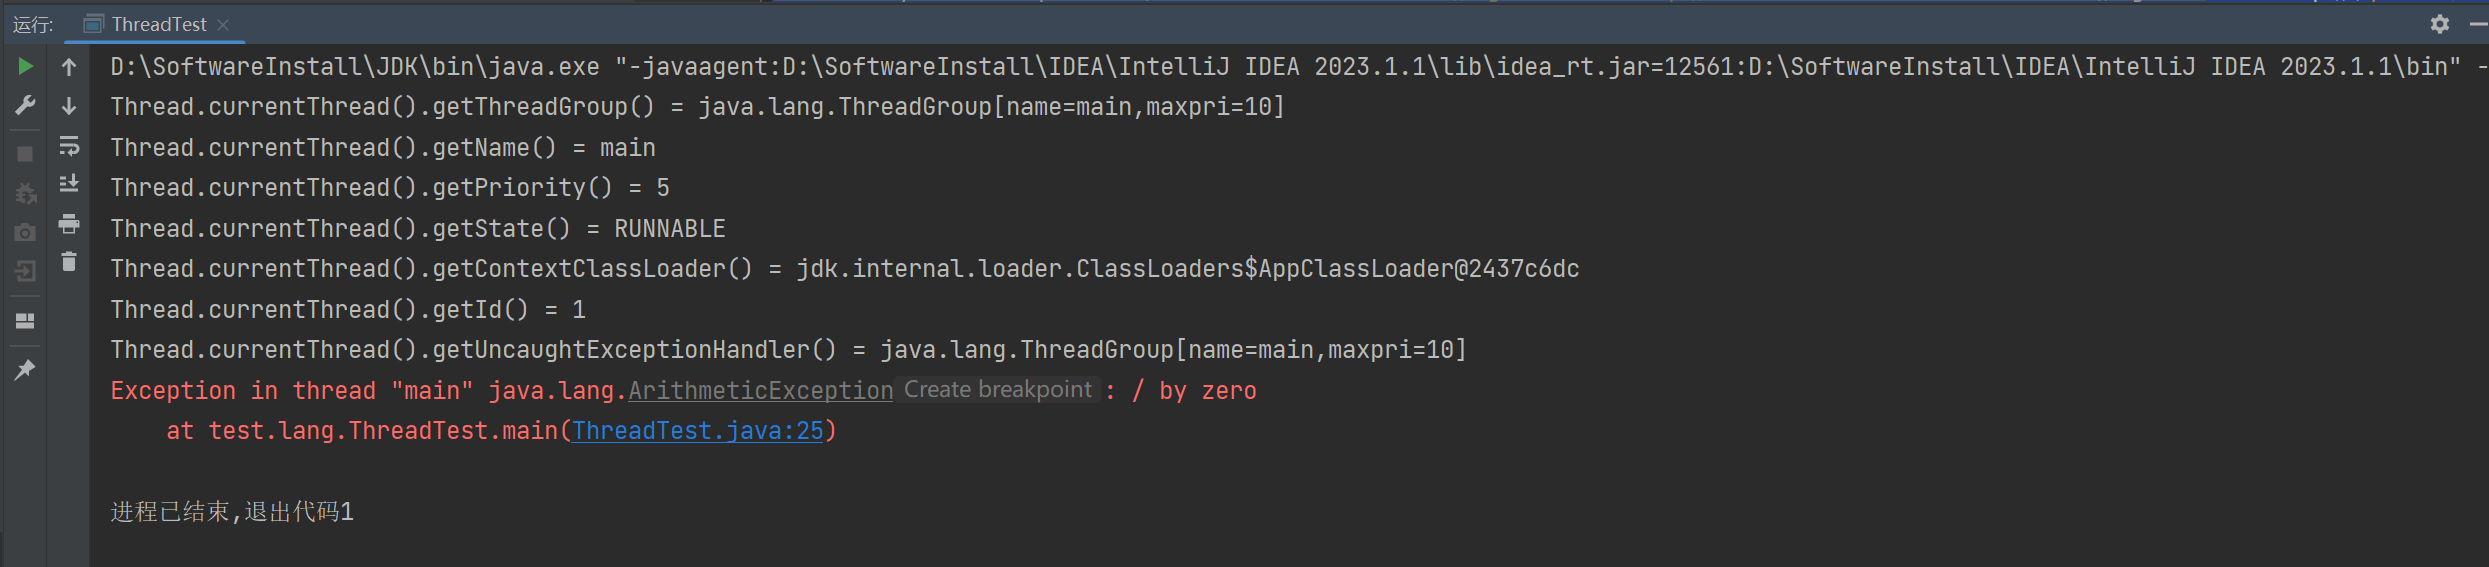 运行: ThreadTest
D:\SoftwareInstall\JDK\bin\java.exe "-javaagent:D:\SoftwareInstall\IDEA\IntelliJ IDEA 2023.1.1\lib\idea_rt.jar=12561:D:\SoftwareInstall\IDEA\IntelliJ IDEA 2023.1.1\bin" -
Thread.currentThread().getThreadGroup() = java.lang.ThreadGroup[name=main,maxpri=10]
Thread.currentThread().getName() = main
Thread.currentThread().getPriority() = 5
Thread.currentThread().getState() = RUNNABLE
Thread.currentThread().getContextClassLoader() = jdk.internal.loader.ClassLoaders$AppClassLoader@2437c6dc
Thread.currentThread().getId() = 1
Thread.currentThread().getUncaughtExceptionHandler() = java.lang.ThreadGroup[name=main,maxpri=10]
Exception in thread "main" java.lang.ArithmeticException Create breakpoint : / by zero
at test.lang.ThreadTest.main(ThreadTest.java:25)
进程已结束,退出代码1